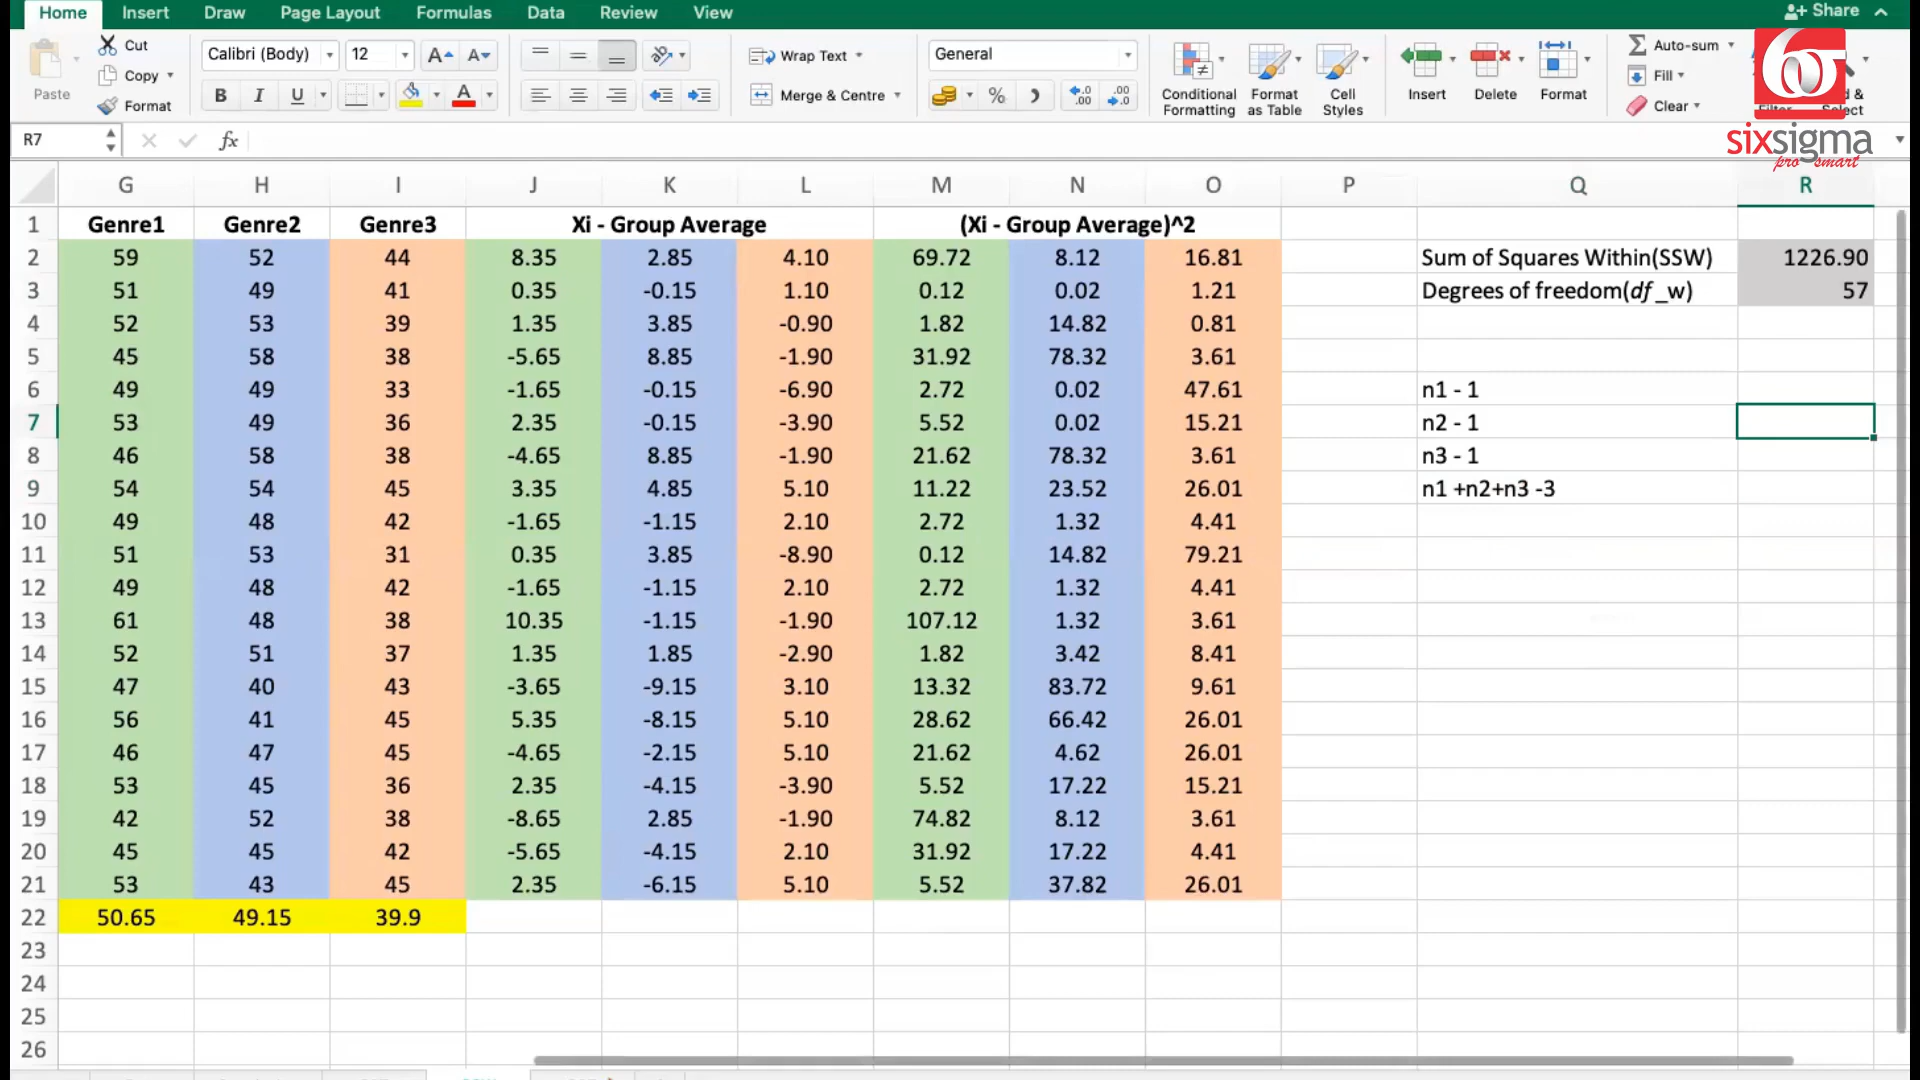 Home Insert Draw Page Layout Formulas Data Review View Share
Cut Calibri (Body) 12 Wrap Text General Auto-sum
Copy Fill
Paste Format B I U A Merge & Centre % Conditional Formatting Format as Table Cell Styles Insert Delete Format Clear
sixsigma
pro smart
R7 fx
G H I J K L M N O P Q R
1 Genre1 Genre2 Genre3 Xi - Group Average (Xi - Group Average)^2
2 59 52 44 8.35 2.85 4.10 69.72 8.12 16.81 Sum of Squares Within(SSW) 1226.90
3 51 49 41 0.35 -0.15 1.10 0.12 0.02 1.21 Degrees of freedom(df _w) 57
4 52 53 39 1.35 3.85 -0.90 1.82 14.82 0.81
5 45 58 38 -5.65 8.85 -1.90 31.92 78.32 3.61
6 49 49 33 -1.65 -0.15 -6.90 2.72 0.02 47.61 n1 - 1
7 53 49 36 2.35 -0.15 -3.90 5.52 0.02 15.21 n2 - 1
8 46 58 38 -4.65 8.85 -1.90 21.62 78.32 3.61 n3 - 1
9 54 54 45 3.35 4.85 5.10 11.22 23.52 26.01 n1 +n2+n3 -3
10 49 48 42 -1.65 -1.15 2.10 2.72 1.32 4.41
11 51 53 31 0.35 3.85 -8.90 0.12 14.82 79.21
12 49 48 42 -1.65 -1.15 2.10 2.72 1.32 4.41
13 61 48 38 10.35 -1.15 -1.90 107.12 1.32 3.61
14 52 51 37 1.35 1.85 -2.90 1.82 3.42 8.41
15 47 40 43 -3.65 -9.15 3.10 13.32 83.72 9.61
16 56 41 45 5.35 -8.15 5.10 28.62 66.42 26.01
17 46 47 45 -4.65 -2.15 5.10 21.62 4.62 26.01
18 53 45 36 2.35 -4.15 -3.90 5.52 17.22 15.21
19 42 52 38 -8.65 2.85 -1.90 74.82 8.12 3.61
20 45 45 42 -5.65 -4.15 2.10 31.92 17.22 4.41
21 53 43 45 2.35 -6.15 5.10 5.52 37.82 26.01
22 50.65 49.15 39.9
23
24
25
26